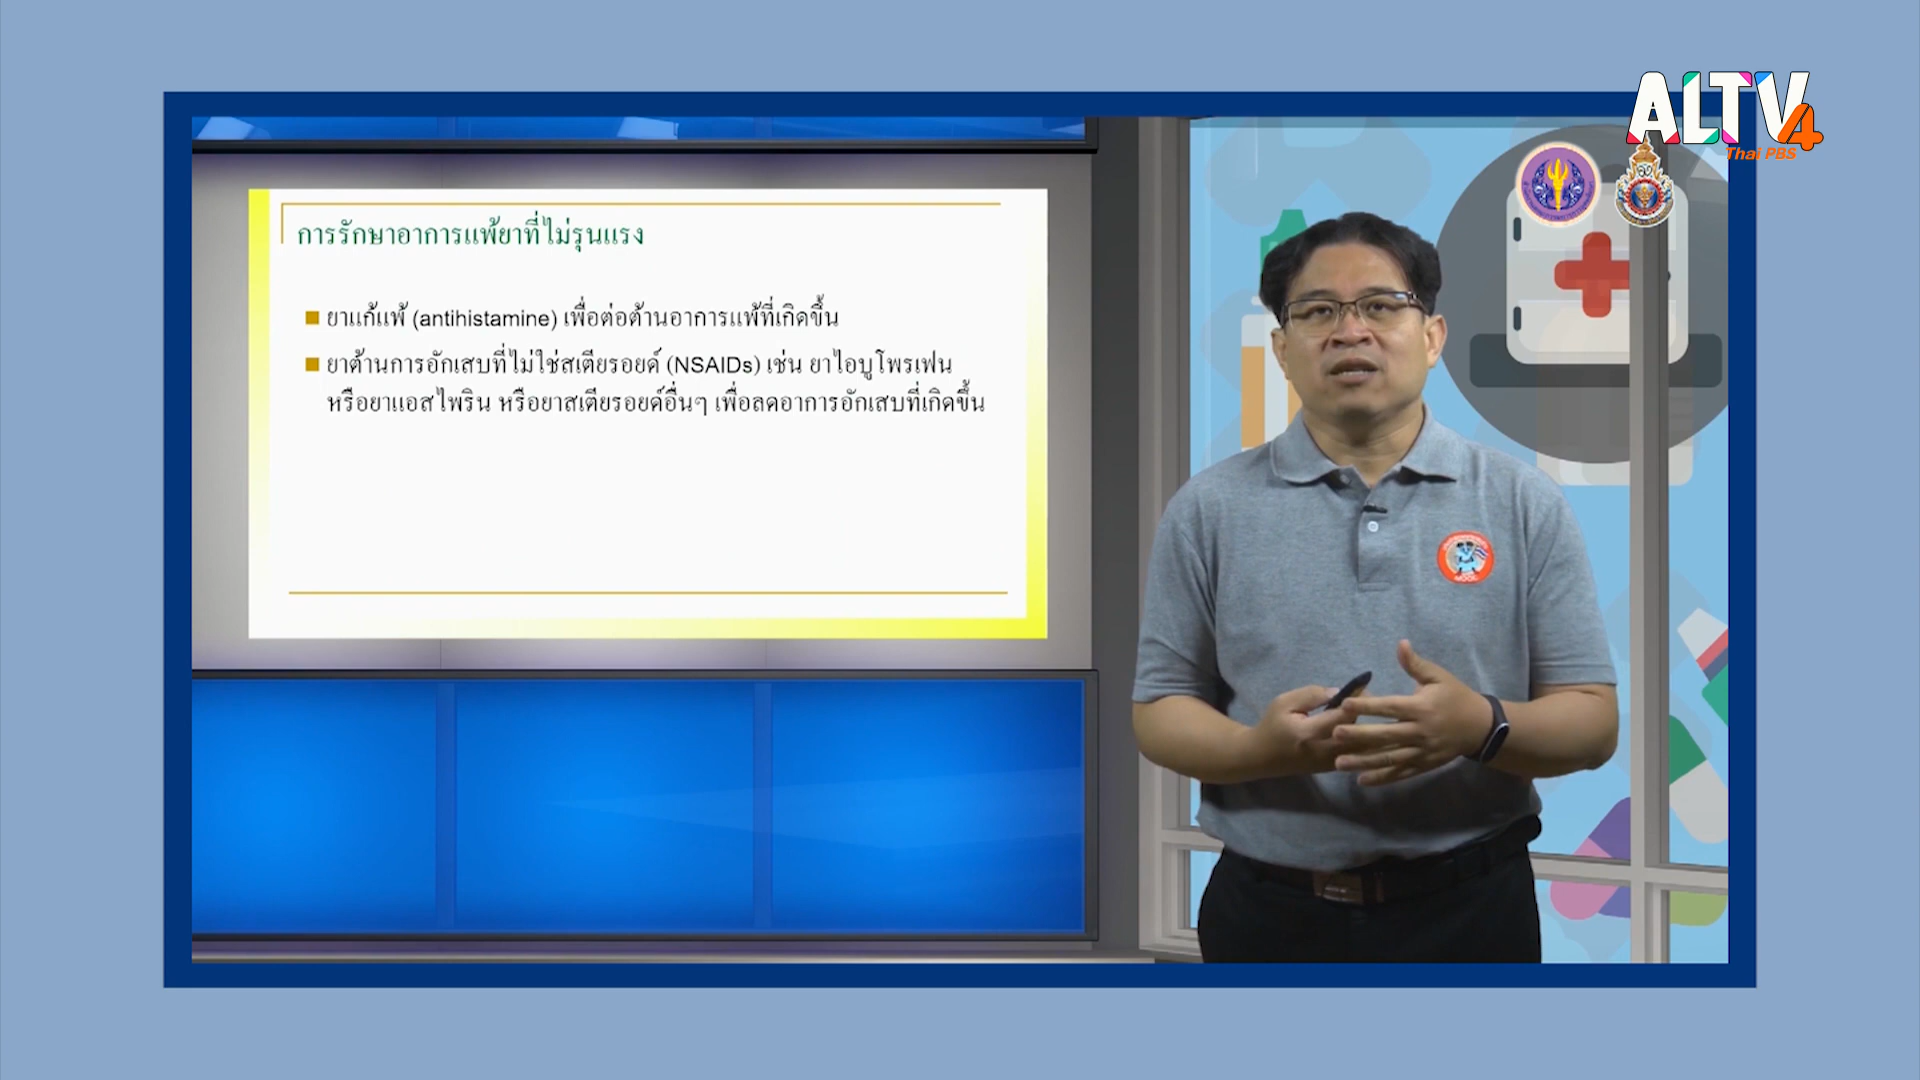 ALTV4
Thai PBS
การรักษาอาการแพ้ยาที่ไม่รุนแรง
ยาแก้แพ้ (antihistamine) เพื่อต่อต้านอาการแพ้ที่เกิดขึ้น
ยาต้านการอักเสบที่ไม่ใช่สเตียรอยด์ (NSAIDs) เช่น ยาไอบูโพรเฟน
หรือยาแอสไพริน หรือยาสเตียรอยด์อื่นๆ เพื่อลดอาการอักเสบที่เกิดขึ้น